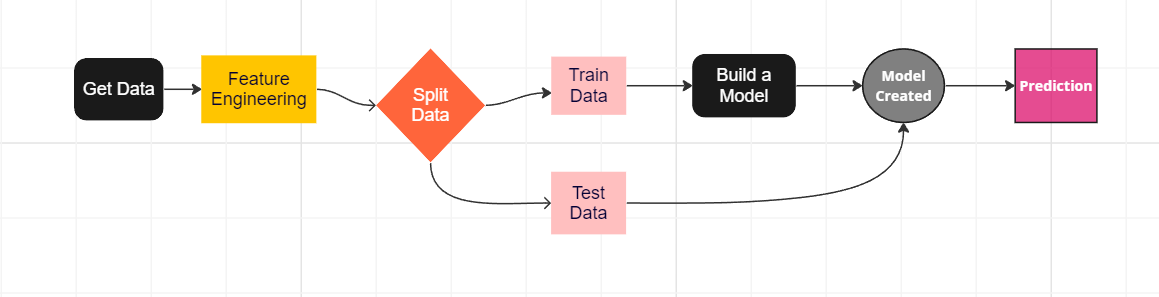 Get Data
Feature
Engineering
Split
Data
Train
Data
Build a
Model
Model
Created
Prediction
Test
Data